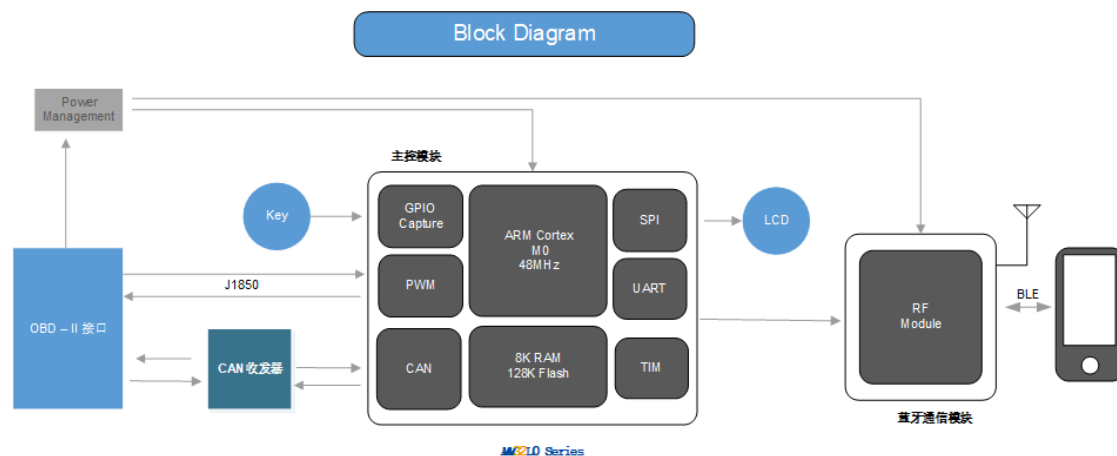 Block Diagram
Power
Management
主控模块
Key
GPIO
Capture
ARM Cortex
M0
48MHz
SPI
LCD
J1850
PWM
UART
OBD – II 接口
CAN 收发器
CAN
8K RAM
128K Flash
TIM
RF
Module
BLE
蓝牙通信模块
MM32L0 Series